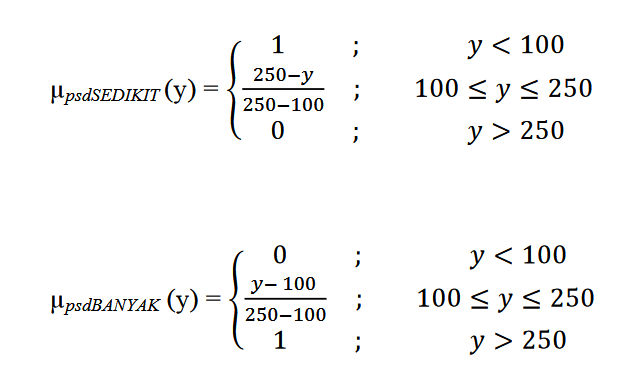 1 ; y < 100
μpsdSEDIKIT (y) = { 250−y / 250−100 ; 100 ≤ y ≤ 250
0 ; y > 250
0 ; y < 100
μpsdBANYAK (y) = { y− 100 / 250−100 ; 100 ≤ y ≤ 250
1 ; y > 250